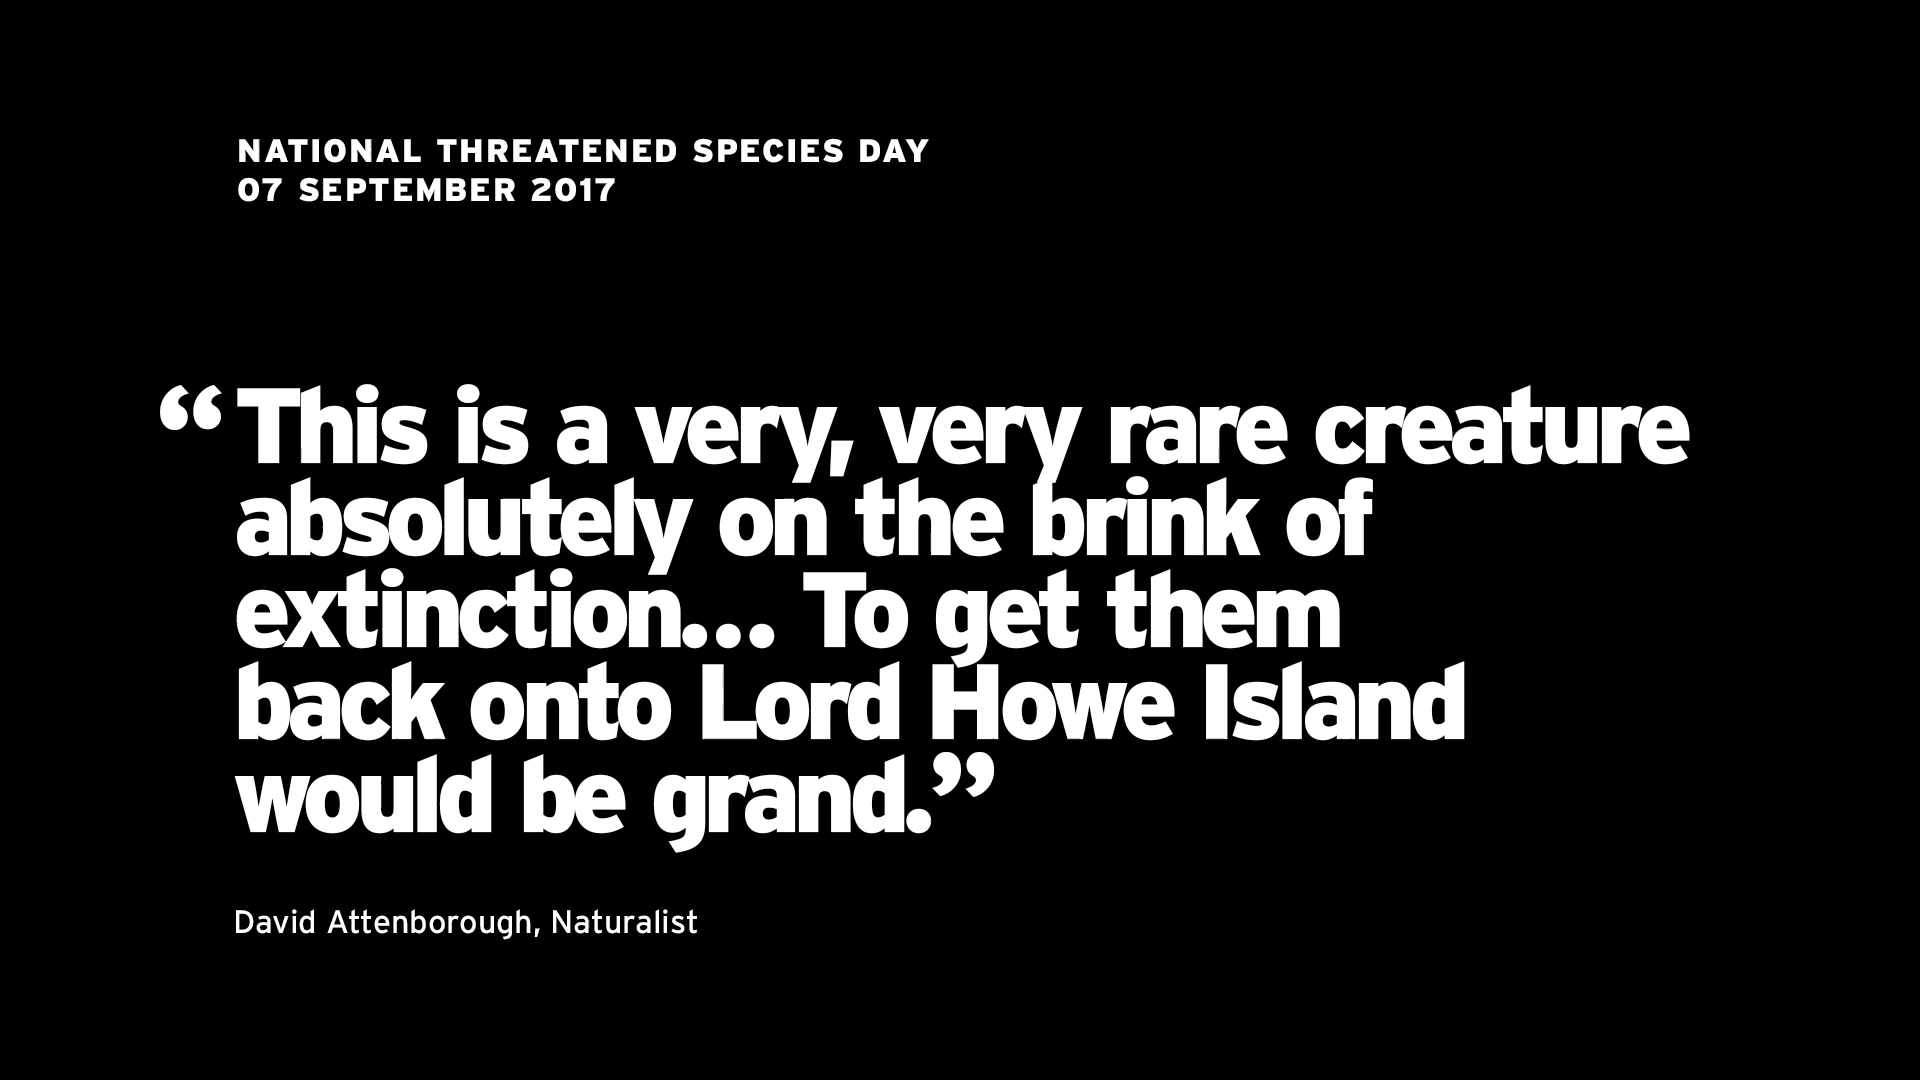 NATIONAL THREATENED SPECIES DAY
07 SEPTEMBER 2017
“This is a very, very rare creature
absolutely on the brink of
extinction... To get them
back onto Lord Howe Island
would be grand.”
David Attenborough, Naturalist